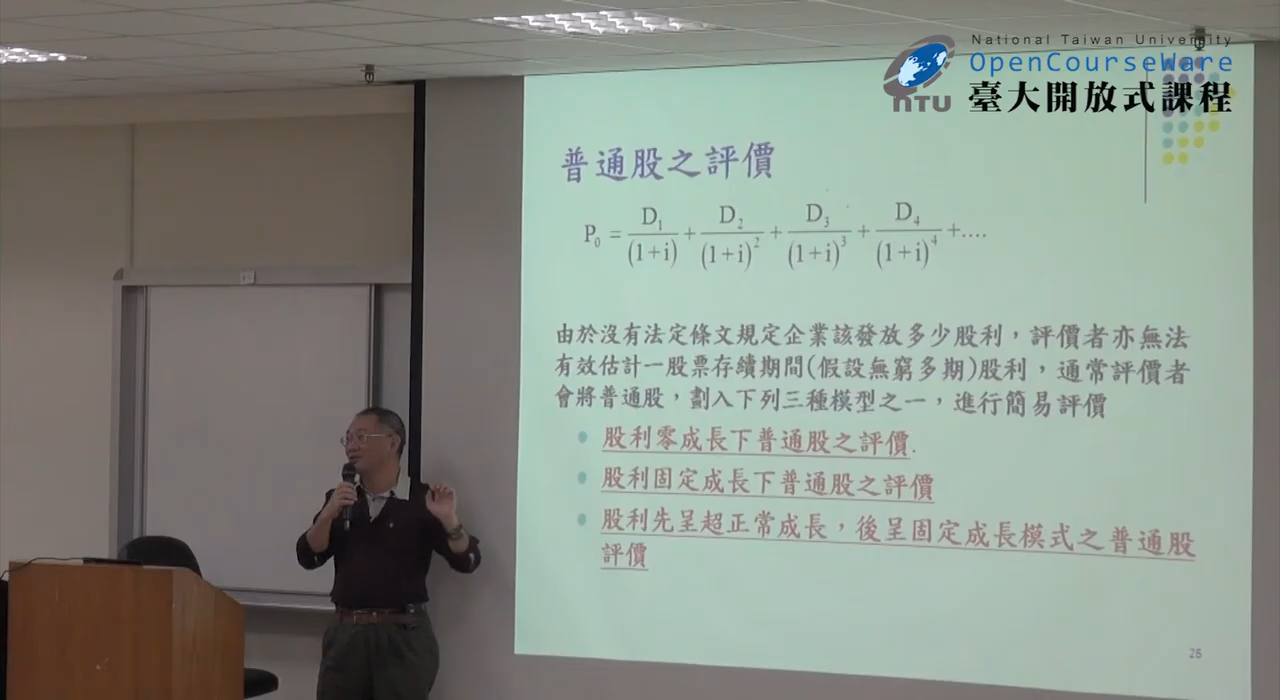 National Taiwan University
OpenCourseWare
NTU 臺大開放式課程
普通股之評價
P₀ = D₁/(1+i) + D₂/(1+i)² + D₃/(1+i)³ + D₄/(1+i)⁴ +....
由於沒有法定條文規定企業該發放多少股利，評價者亦無法
有效估計一股票存續期間(假設無窮多期)股利，通常評價者
會將普通股，劃入下列三種模型之一，進行簡易評價
股利零成長下普通股之評價.
股利固定成長下普通股之評價
股利先呈超正常成長，後呈固定成長模式之普通股
評價
26